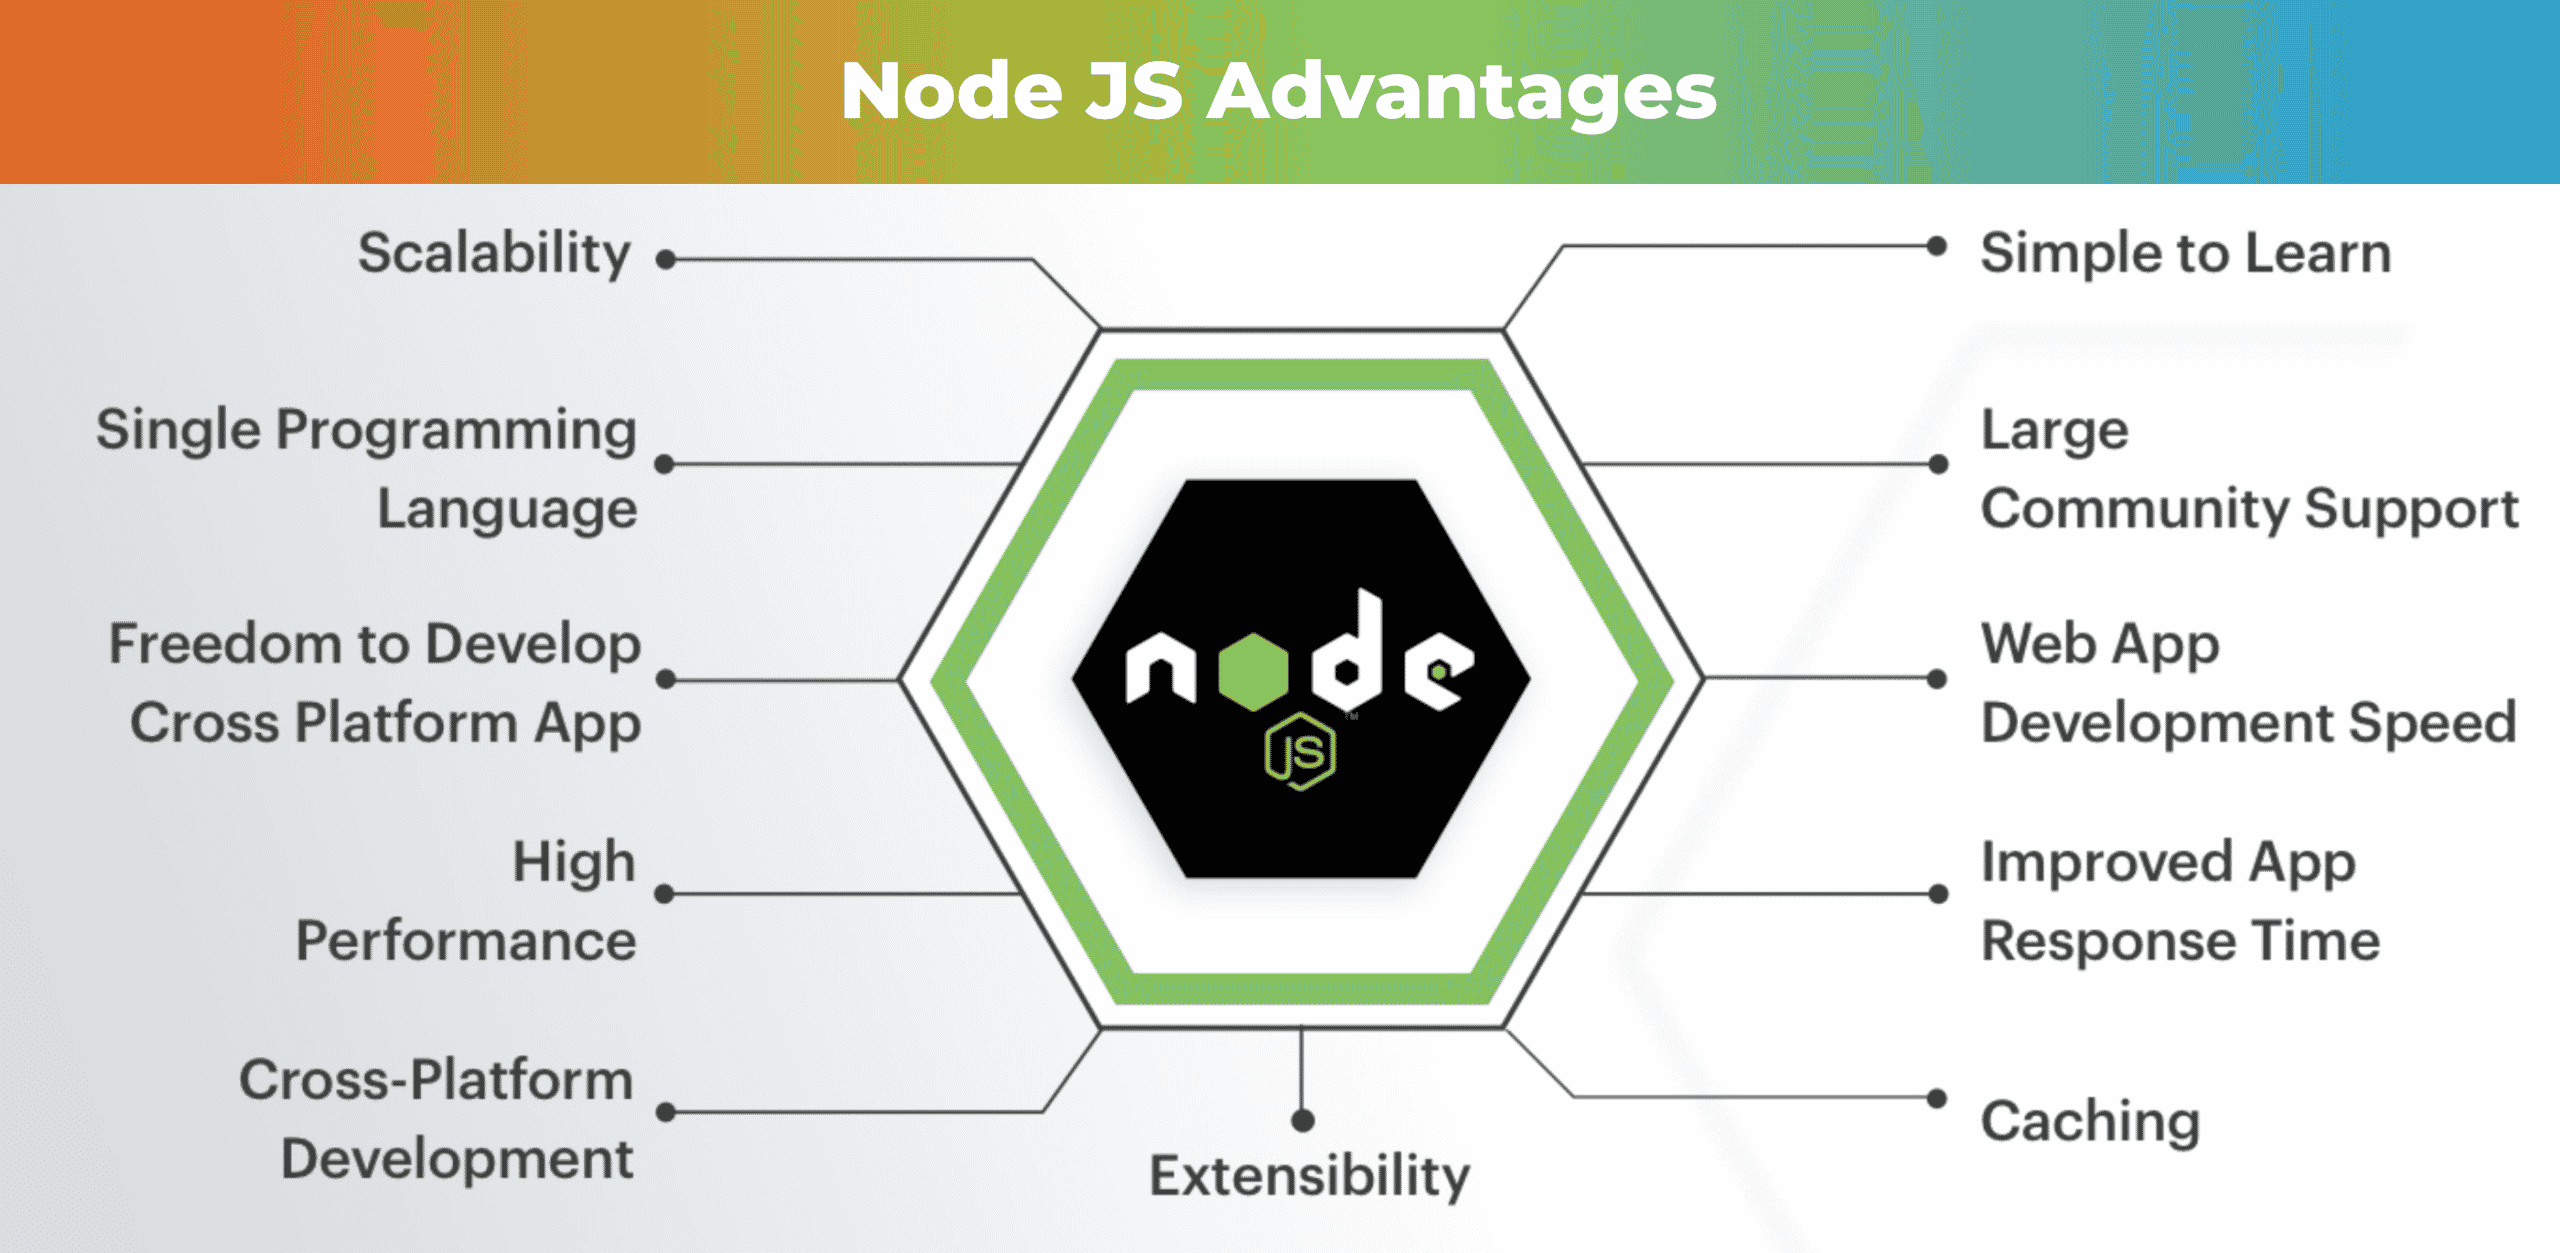 Node JS Advantages
Scalability
Single Programming
Language
Freedom to Develop
Cross Platform App
High
Performance
Cross-Platform
Development
node
TM
JS
Extensibility
Simple to Learn
Large
Community Support
Web App
Development Speed
Improved App
Response Time
Caching